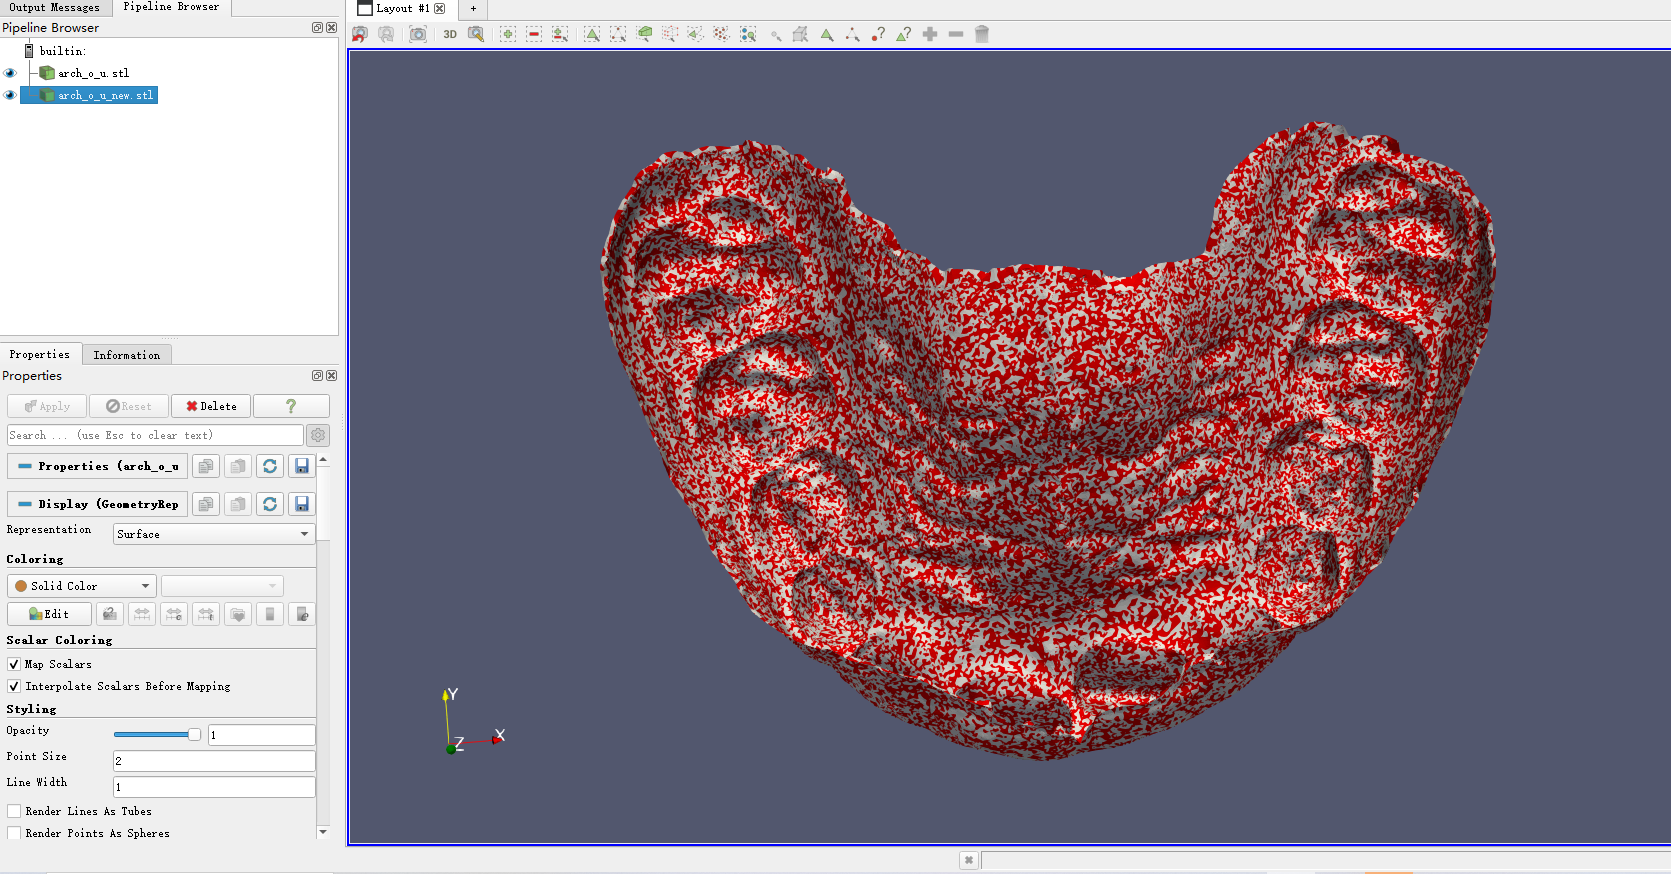 Output Messages
Pipeline Browser
Layout #1
+
Pipeline Browser
3D
builtin:
arch_o_u.stl
arch_o_u_new.stl
Properties
Information
Properties
Apply
Reset
Delete
?
Search ... (use Esc to clear text)
Properties (arch_o_u
Display (GeometryRep
Representation
Surface
Coloring
Solid Color
Edit
Scalar Coloring
Map Scalars
Interpolate Scalars Before Mapping
Styling
Opacity
1
Point Size
2
Line Width
1
Render Lines As Tubes
Render Points As Spheres
Y
Z
X